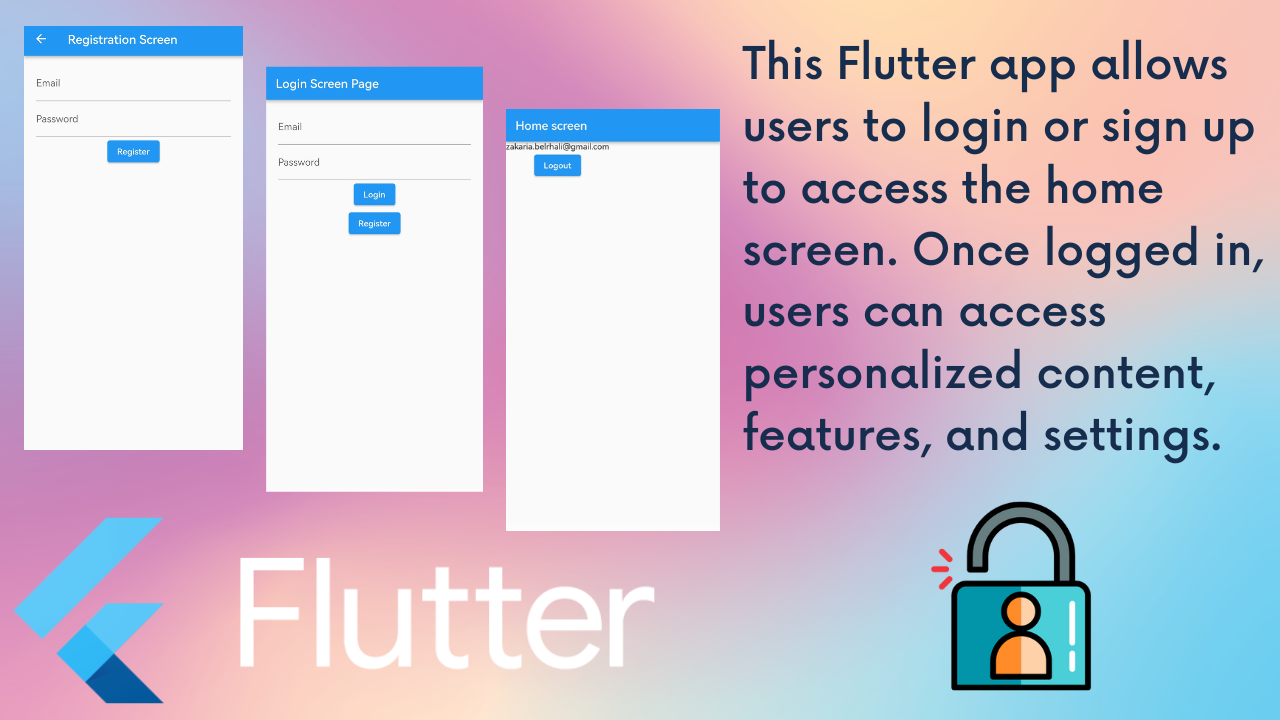 Registration Screen
Email
Password
Register
Login Screen Page
Email
Password
Login
Register
Home screen
zakaria.belrhali@gmail.com
Logout
This Flutter app allows
users to login or sign up
to access the home
screen. Once logged in,
users can access
personalized content,
features, and settings.
Flutter